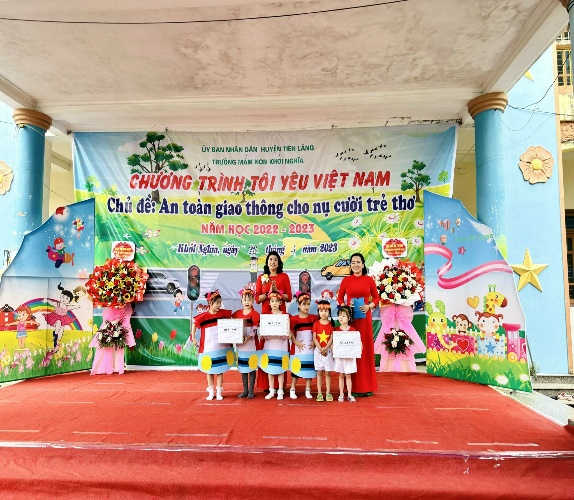 ỦY BAN NHÂN DÂN HUYỆN TIÊN LÃNG
TRƯỜNG MẦM NON KHỞI NGHĨA
CHƯƠNG TRÌNH TÔI YÊU VIỆT NAM
Chủ đề: An toàn giao thông cho nụ cười trẻ thơ
NĂM HỌC 2022 - 2023
Khởi Nghĩa, ngày tháng năm 2023